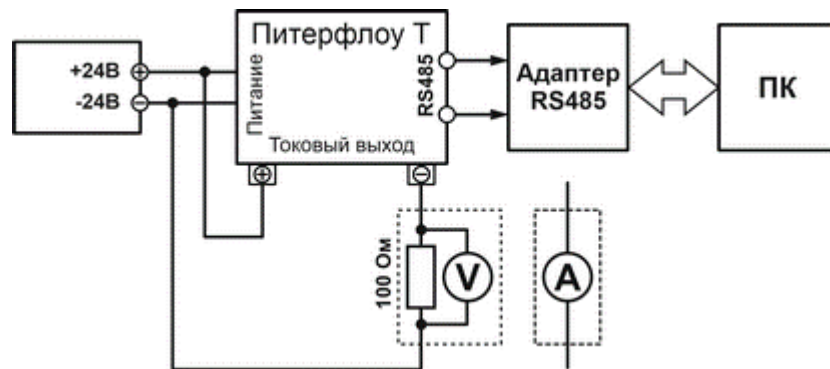 Питерфлоу Т
+24В
-24В
Питание
RS485
Адаптер
RS485
ПК
Токовый выход
100 Ом
V
A